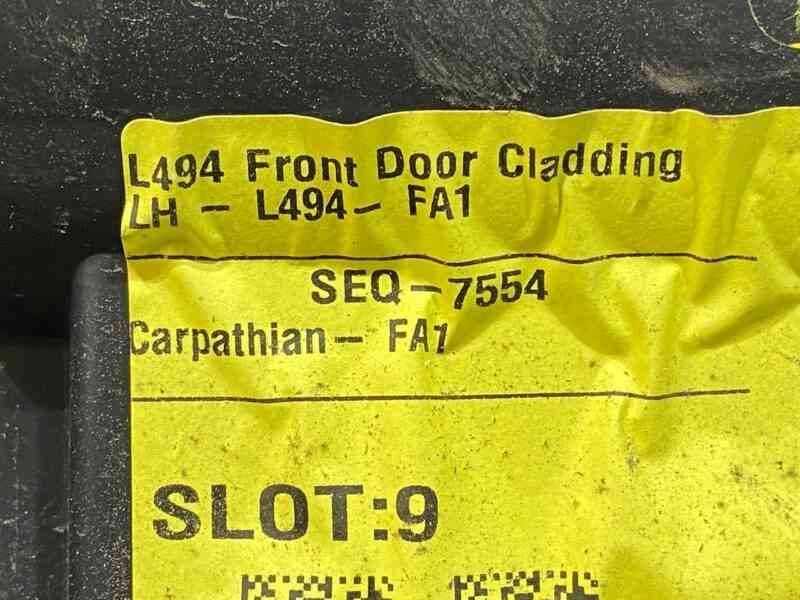 L494 Front Door Cladding
LH - L494- FA1
SEQ-7554
Carpathian- FA1
SLOT:9